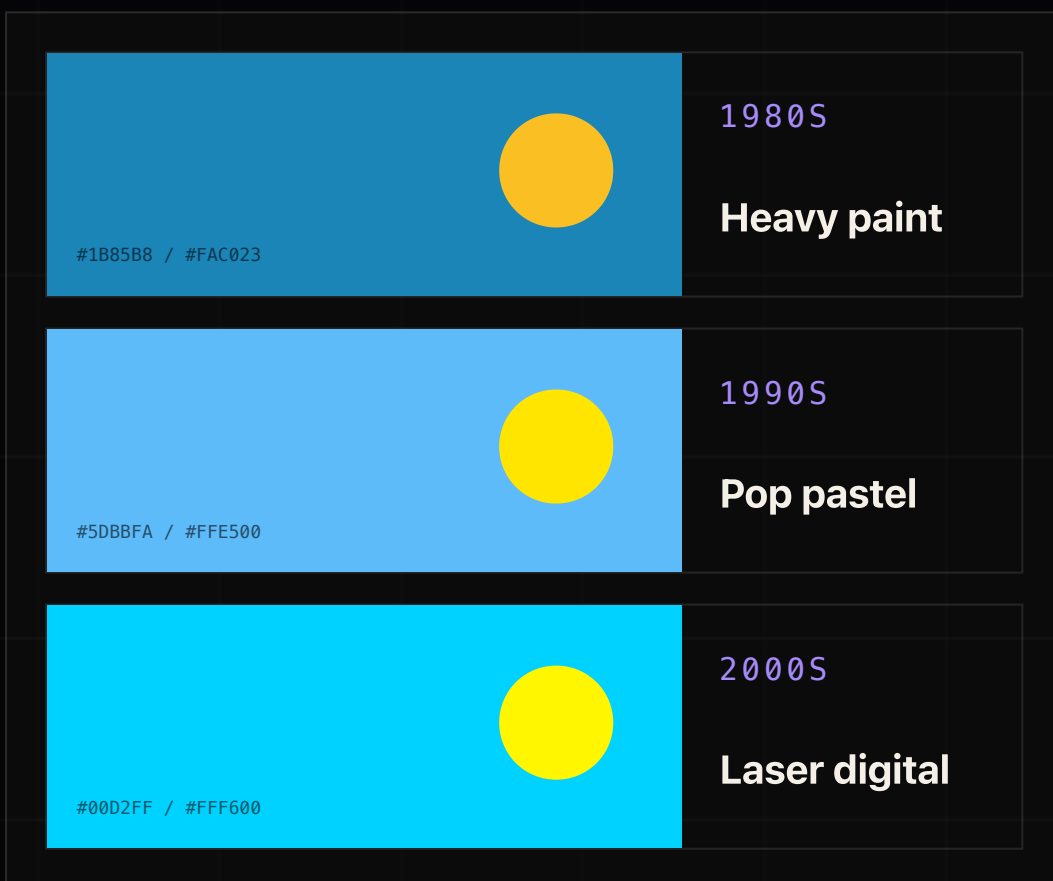 1980S
Heavy paint
#1B85B8 / #FAC023
1990S
Pop pastel
#5DBBFA / #FFE500
2000S
Laser digital
#00D2FF / #FFF600